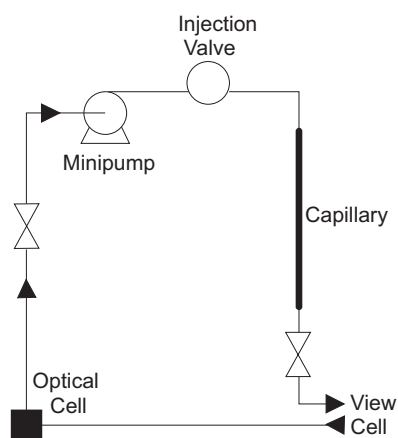 Injection
Valve
Minipump
Capillary
Optical
Cell
View
Cell